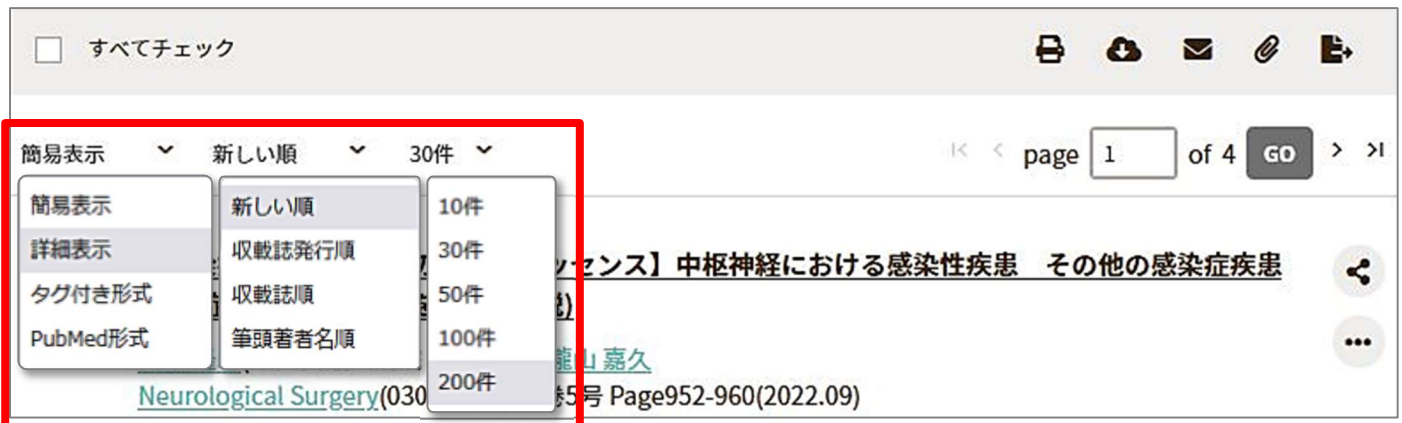 すべてチェック
簡易表示 新しい順 30件 page 1 of 4 GO
簡易表示
詳細表示
タグ付き形式
PubMed形式
新しい順
収載誌発行順
収載誌順
筆頭著者名順
10件
30件
50件
100件
200件
ッセンス】中枢神経における感染性疾患 その他の感染症疾患
山 嘉久
Neurological Surgery(030 5号 Page952-960(2022.09)